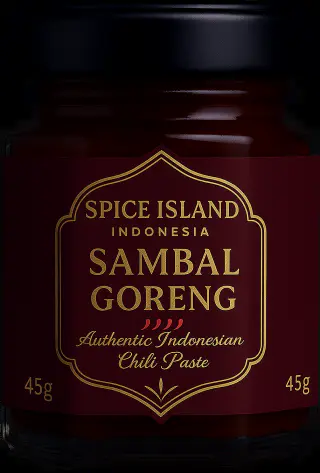 SPICE ISLAND
INDONESIA
SAMBAL
GORENG
Authentic Indonesian
Chili Paste
45g
45g